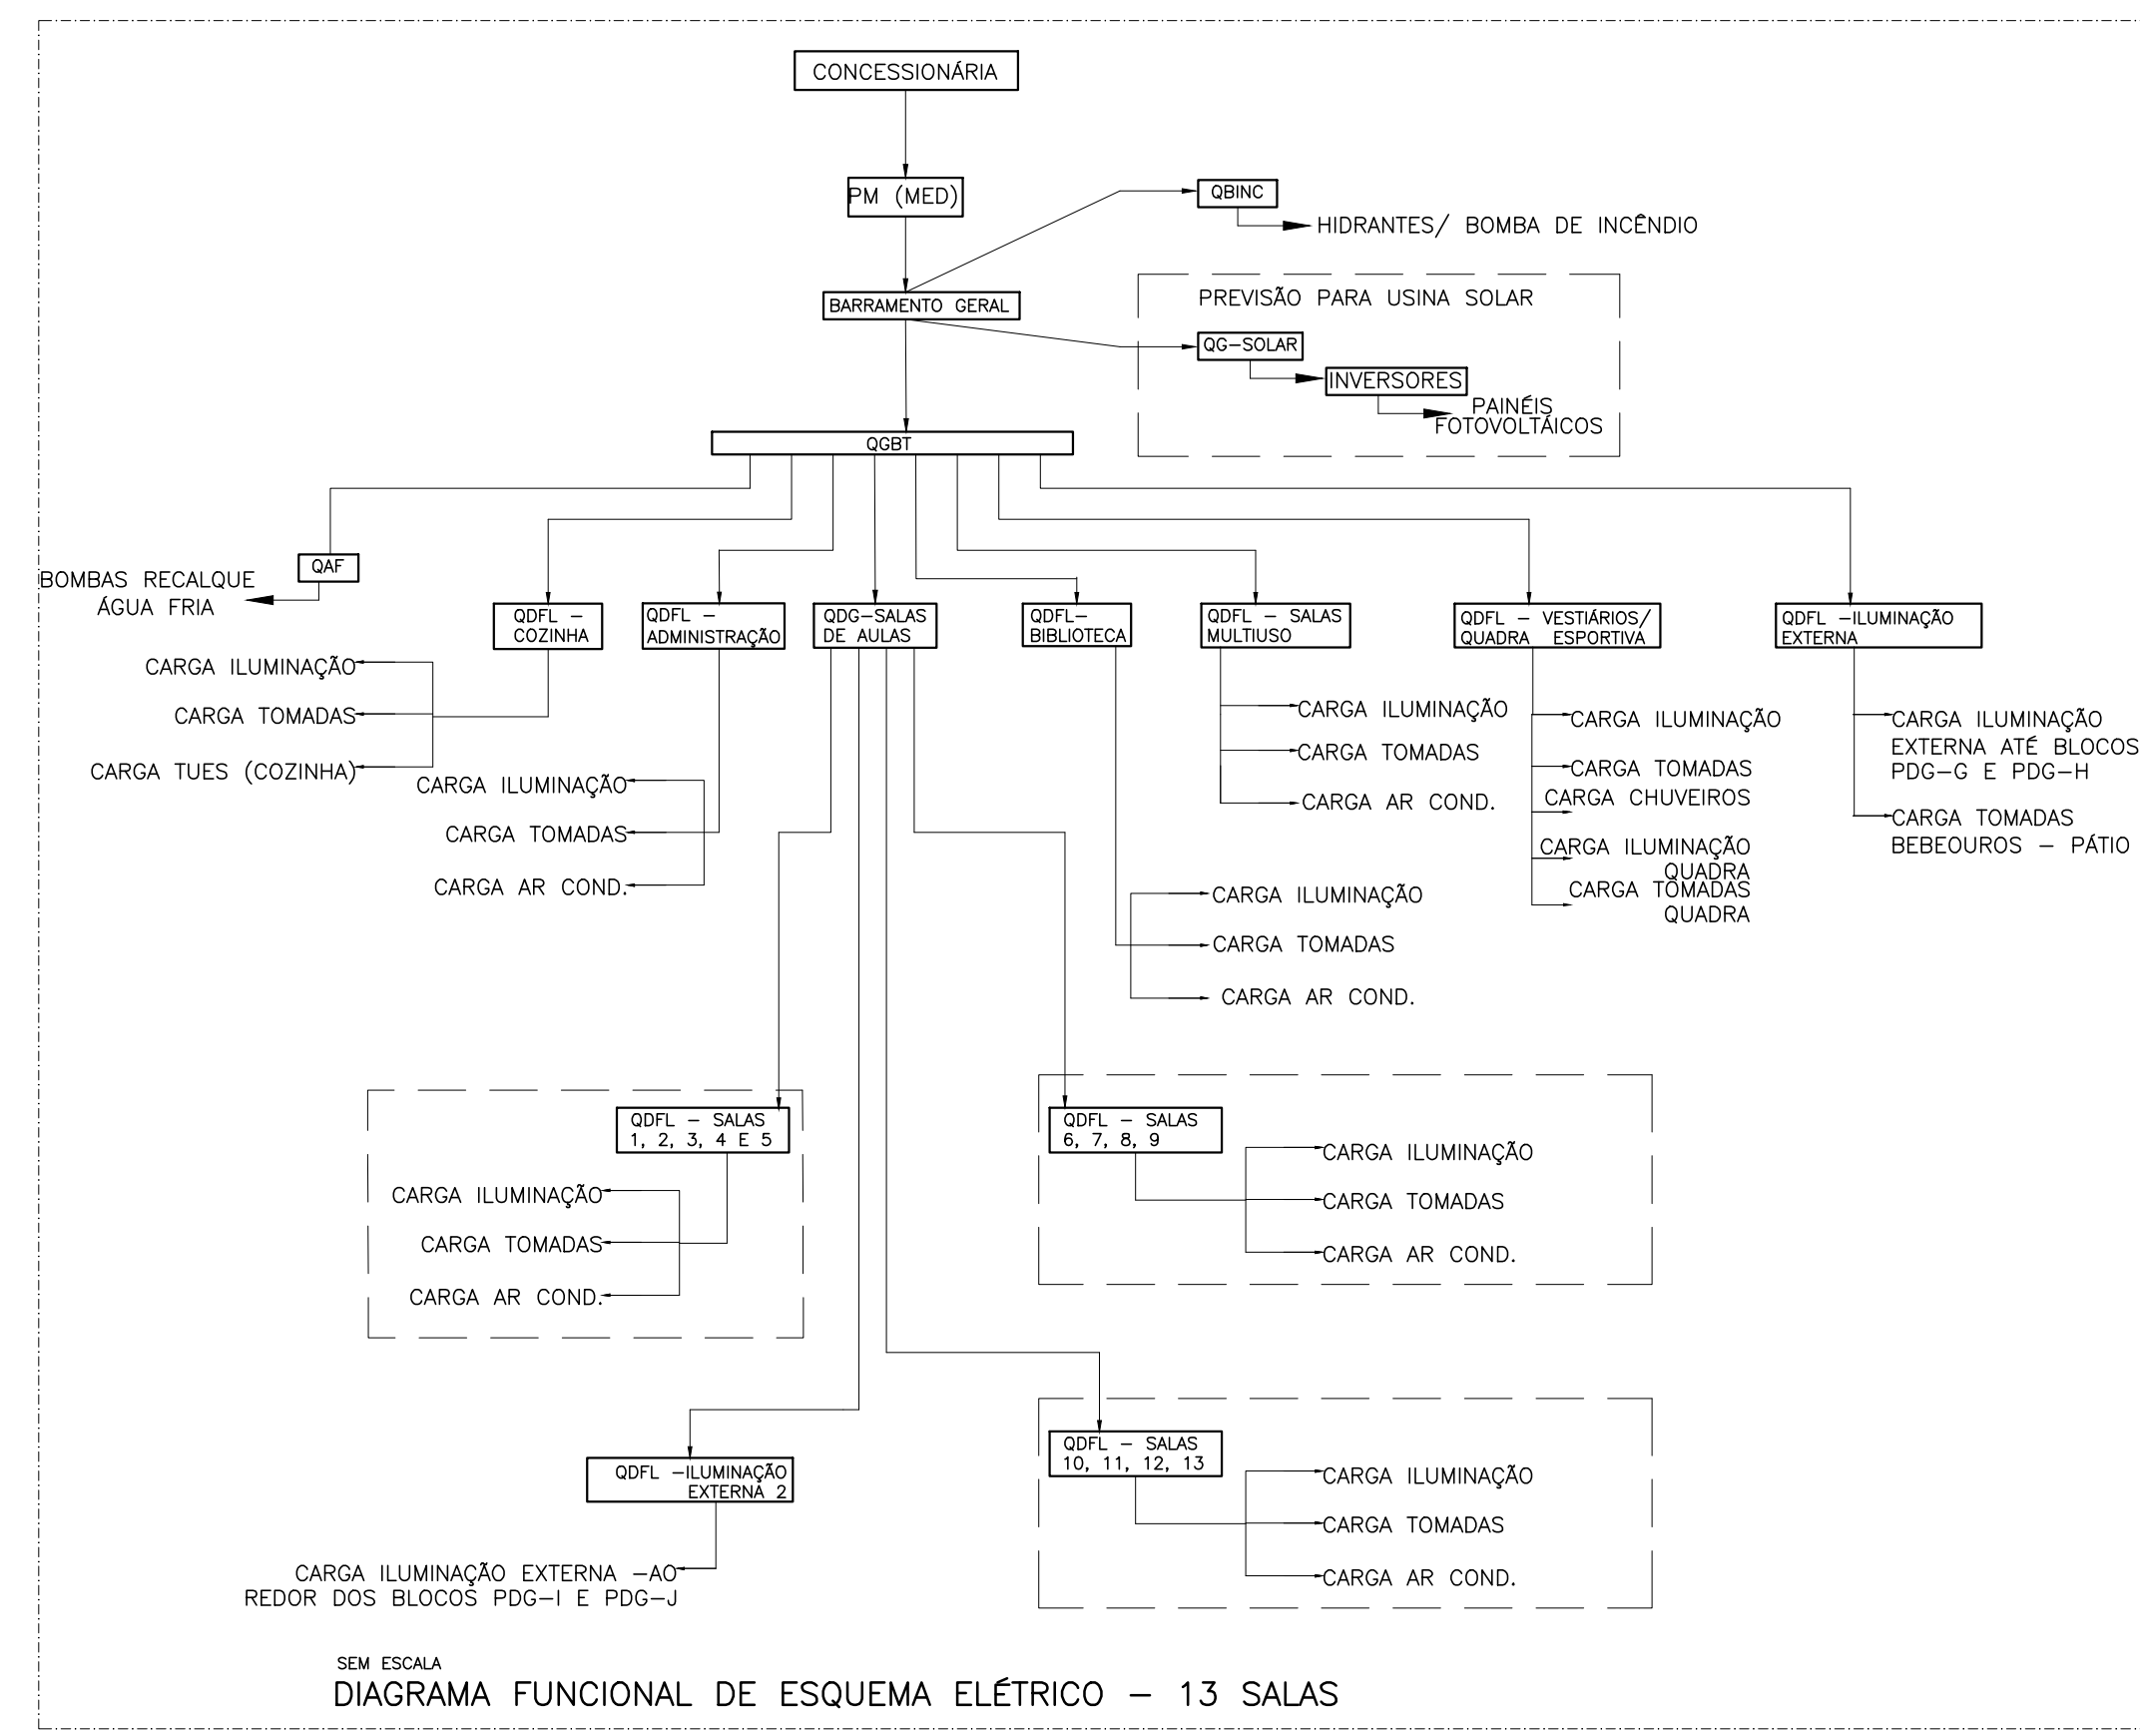 CONCESSIONÁRIA
PM (MED)
QBINC
HIDRANTES/ BOMBA DE INCÊNDIO
BARRAMENTO GERAL
PREVISÃO PARA USINA SOLAR
QG-SOLAR
INVERSORES
PAINÉIS
FOTOVOLTÁICOS
QGBT
QAF
BOMBAS RECALQUE
ÁGUA FRIA
QDFL -
COZINHA
QDFL -
ADMINISTRAÇÃO
QDG-SALAS
DE AULAS
QDFL-
BIBLIOTECA
QDFL - SALAS
MULTIUSO
QDFL - VESTIÁRIOS/
QUADRA ESPORTIVA
QDFL -ILUMINAÇÃO
EXTERNA
CARGA ILUMINAÇÃO
CARGA TOMADAS
CARGA TUES (COZINHA)
CARGA ILUMINAÇÃO
CARGA TOMADAS
CARGA AR COND.
CARGA ILUMINAÇÃO
CARGA TOMADAS
CARGA AR COND.
CARGA ILUMINAÇÃO
CARGA TOMADAS
CARGA CHUVEIROS
CARGA ILUMINAÇÃO
QUADRA
CARGA TOMADAS
QUADRA
CARGA ILUMINAÇÃO
EXTERNA ATÉ BLOCOS
PDG-G E PDG-H
CARGA TOMADAS
BEBEOUROS - PÁTIO
CARGA ILUMINAÇÃO
CARGA TOMADAS
CARGA AR COND.
QDFL - SALAS
1, 2, 3, 4 E 5
CARGA ILUMINAÇÃO
CARGA TOMADAS
CARGA AR COND.
QDFL - SALAS
6, 7, 8, 9
CARGA ILUMINAÇÃO
CARGA TOMADAS
CARGA AR COND.
QDFL -ILUMINAÇÃO
EXTERNA 2
CARGA ILUMINAÇÃO EXTERNA -AO
REDOR DOS BLOCOS PDG-I E PDG-J
QDFL - SALAS
10, 11, 12, 13
CARGA ILUMINAÇÃO
CARGA TOMADAS
CARGA AR COND.
SEM ESCALA
DIAGRAMA FUNCIONAL DE ESQUEMA ELÉTRICO - 13 SALAS